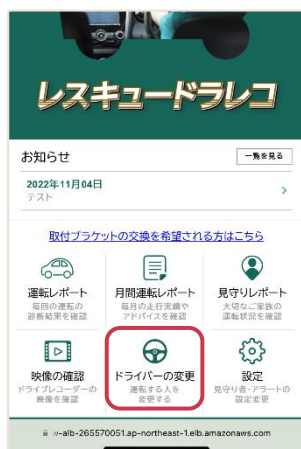 レスキュードラレコ
お知らせ
一覧を見る
2022年11月04日
テスト
取付ブラケットの交換を希望される方はこちら
運転レポート
毎回の運転の
診断結果を確認
月間運転レポート
毎月の走行実績や
アドバイスを確認
見守りレポート
大切なご家族の
運転状況を確認
映像の確認
ドライブレコーダーの
映像を確認
ドライバーの変更
運転する人を
変更する
設定
見守り者・アラートの
設定変更
-alb-265570051.ap-northeast-1.elb.amazonaws.com